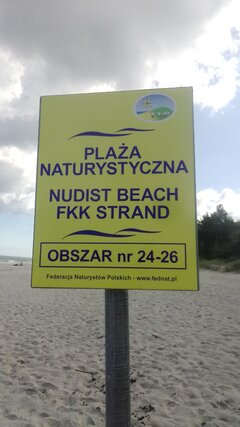 PLAŻA
NATURYSTYCZNA
NUDIST BEACH
FKK STRAND
OBSZAR nr 24-26
Federacja Naturystów Polskich - www.fednat.pl